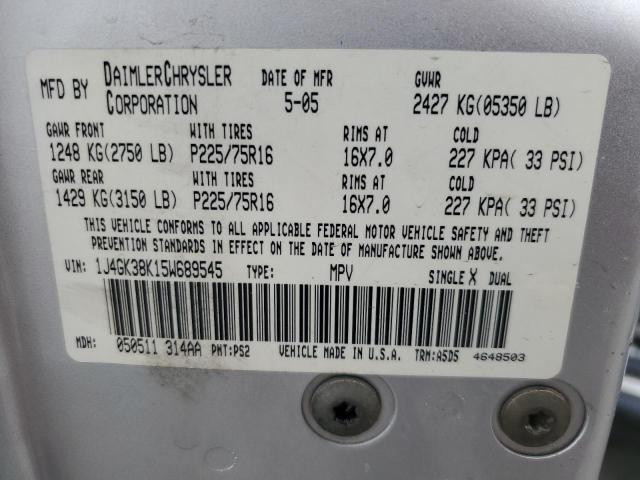 MFD BY DAIMLERCHRYSLER CORPORATION DATE OF MFR 5-05 GVWR 2427 KG(05350 LB)
GAWR FRONT WITH TIRES RIMS AT COLD
1248 KG(2750 LB) P225/75R16 16X7.0 227 KPA( 33 PSI)
GAWR REAR WITH TIRES RIMS AT COLD
1429 KG(3150 LB) P225/75R16 16X7.0 227 KPA( 33 PSI)
THIS VEHICLE CONFORMS TO ALL APPLICABLE FEDERAL MOTOR VEHICLE SAFETY AND THEFT
PREVENTION STANDARDS IN EFFECT ON THE DATE OF MANUFACTURE SHOWN ABOVE.
VIN: 1J4GK38K15W689545 TYPE: MPV SINGLE X DUAL
MDH: 050511 314AA PNT:PS2 VEHICLE MADE IN U.S.A. TRM:A5D5 4648503